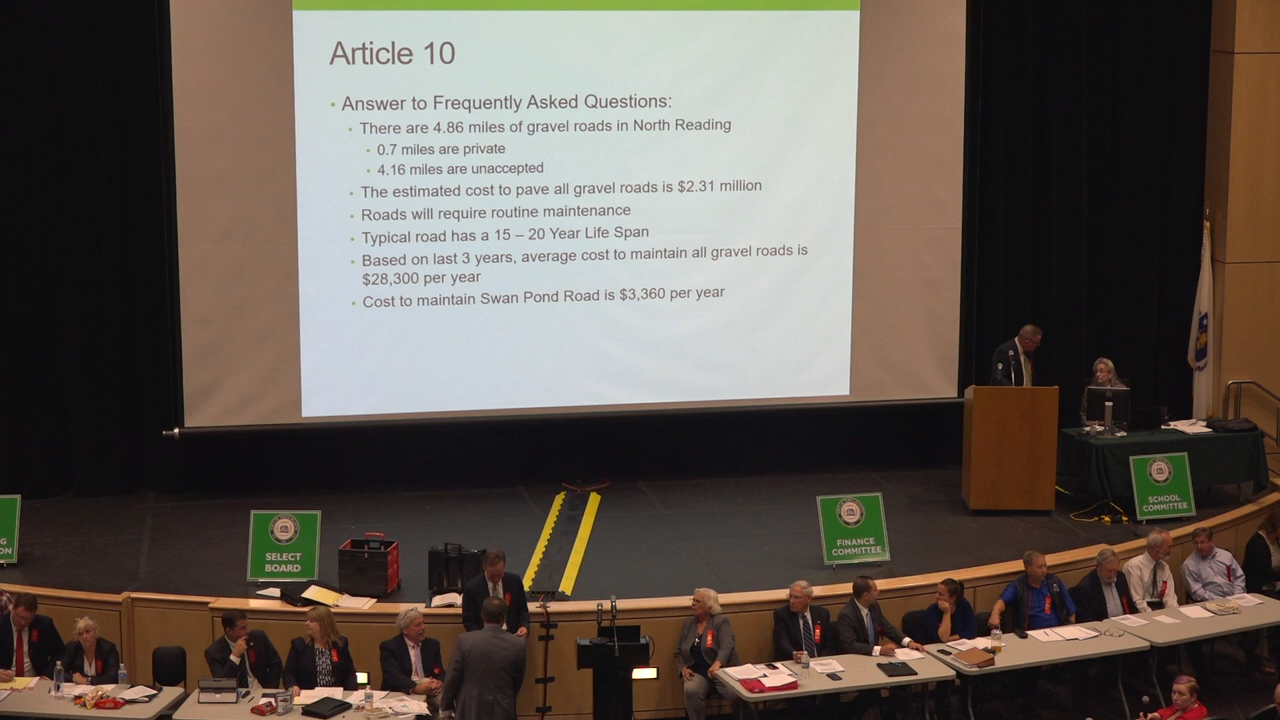 Article 10
• Answer to Frequently Asked Questions:
• There are 4.86 miles of gravel roads in North Reading
• 0.7 miles are private
• 4.16 miles are unaccepted
• The estimated cost to pave all gravel roads is $2.31 million
• Roads will require routine maintenance
• Typical road has a 15 – 20 Year Life Span
• Based on last 3 years, average cost to maintain all gravel roads is
$28,300 per year
• Cost to maintain Swan Pond Road is $3,360 per year
SCHOOL
COMMITTEE
G
ON
SELECT
BOARD
FINANCE
COMMITTEE